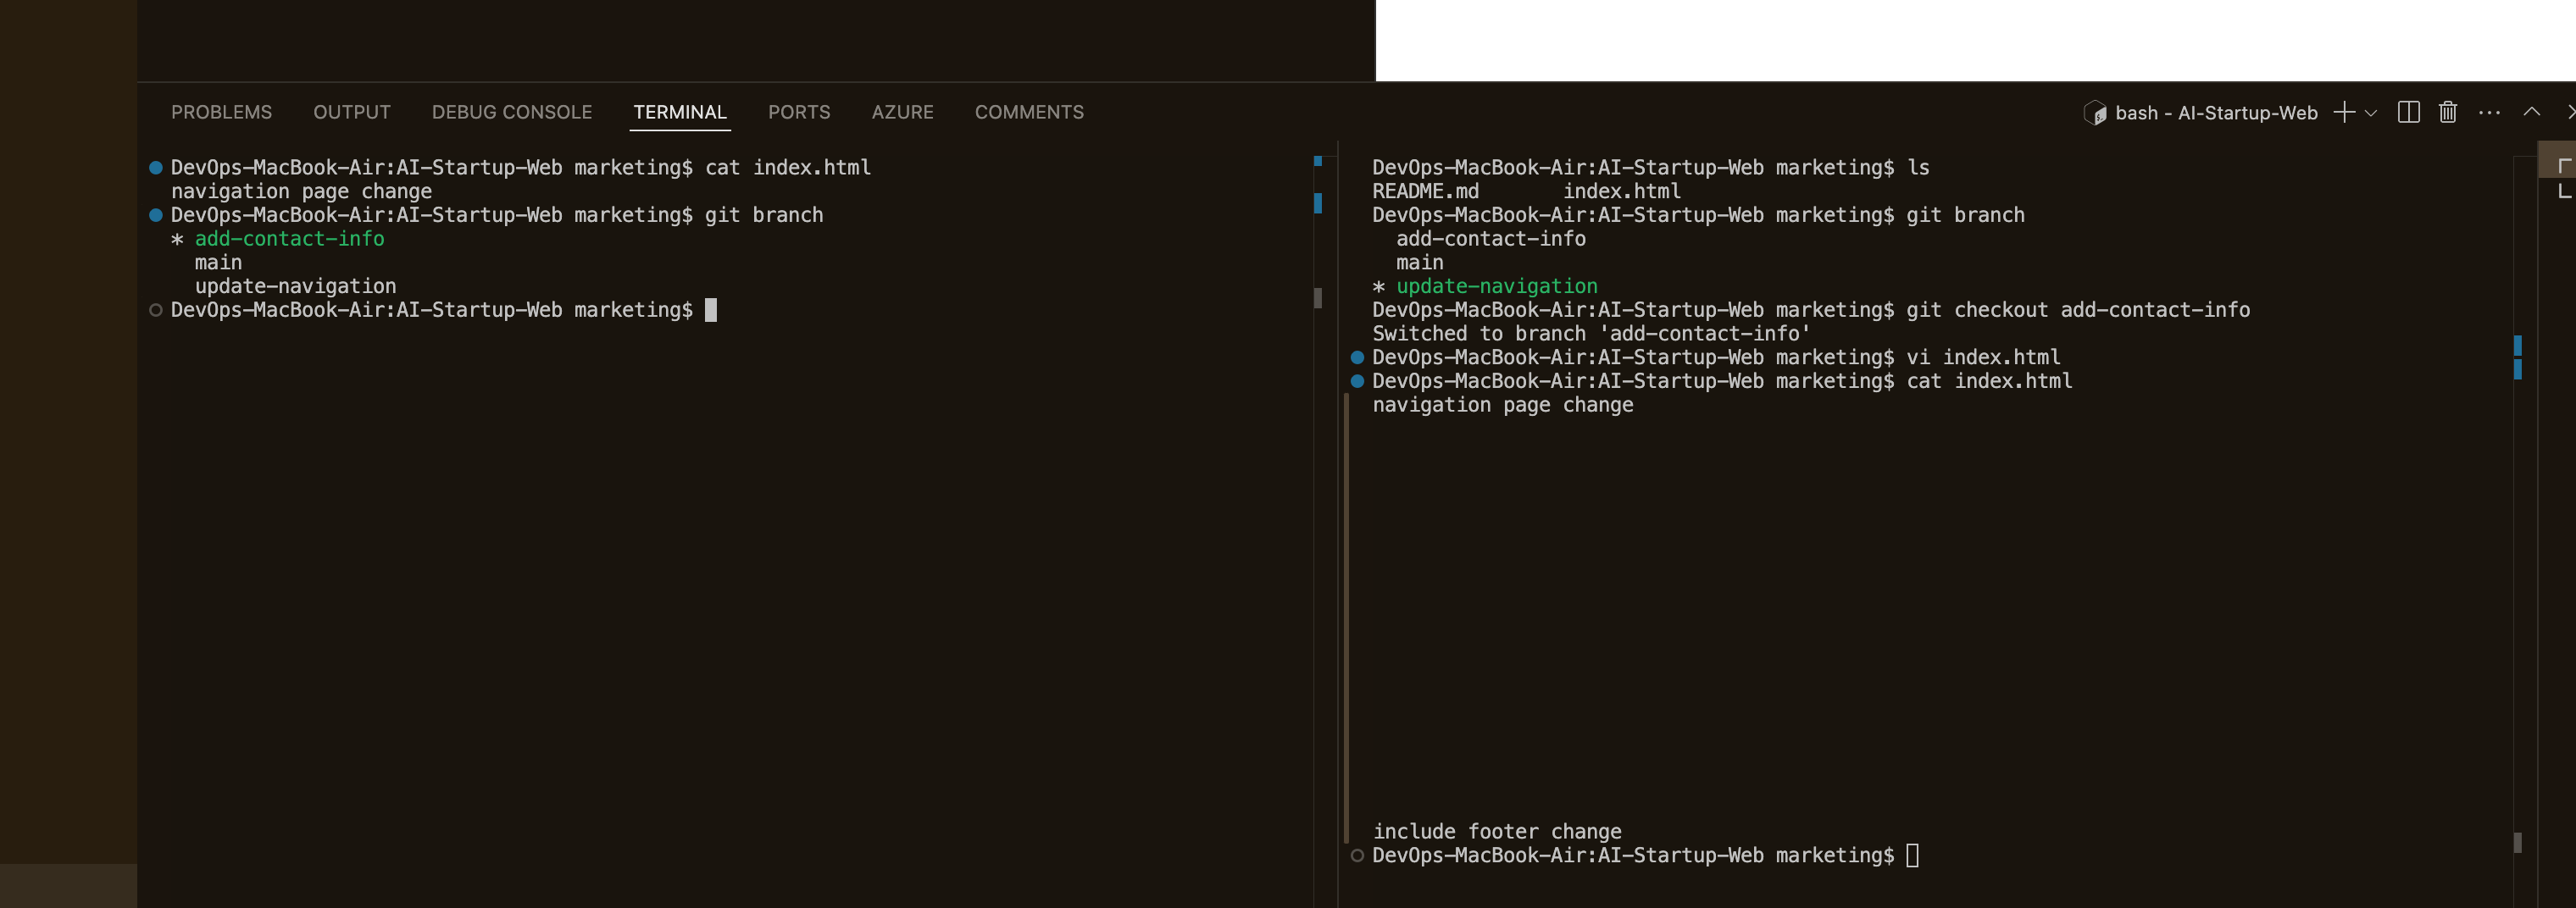 PROBLEMS OUTPUT DEBUG CONSOLE TERMINAL PORTS AZURE COMMENTS
bash - AI-Startup-Web
DevOps-MacBook-Air:AI-Startup-Web marketing$ cat index.html
navigation page change
DevOps-MacBook-Air:AI-Startup-Web marketing$ git branch
* add-contact-info
main
update-navigation
DevOps-MacBook-Air:AI-Startup-Web marketing$
DevOps-MacBook-Air:AI-Startup-Web marketing$ ls
README.md index.html
DevOps-MacBook-Air:AI-Startup-Web marketing$ git branch
add-contact-info
main
* update-navigation
DevOps-MacBook-Air:AI-Startup-Web marketing$ git checkout add-contact-info
Switched to branch 'add-contact-info'
DevOps-MacBook-Air:AI-Startup-Web marketing$ vi index.html
DevOps-MacBook-Air:AI-Startup-Web marketing$ cat index.html
navigation page change
include footer change
DevOps-MacBook-Air:AI-Startup-Web marketing$